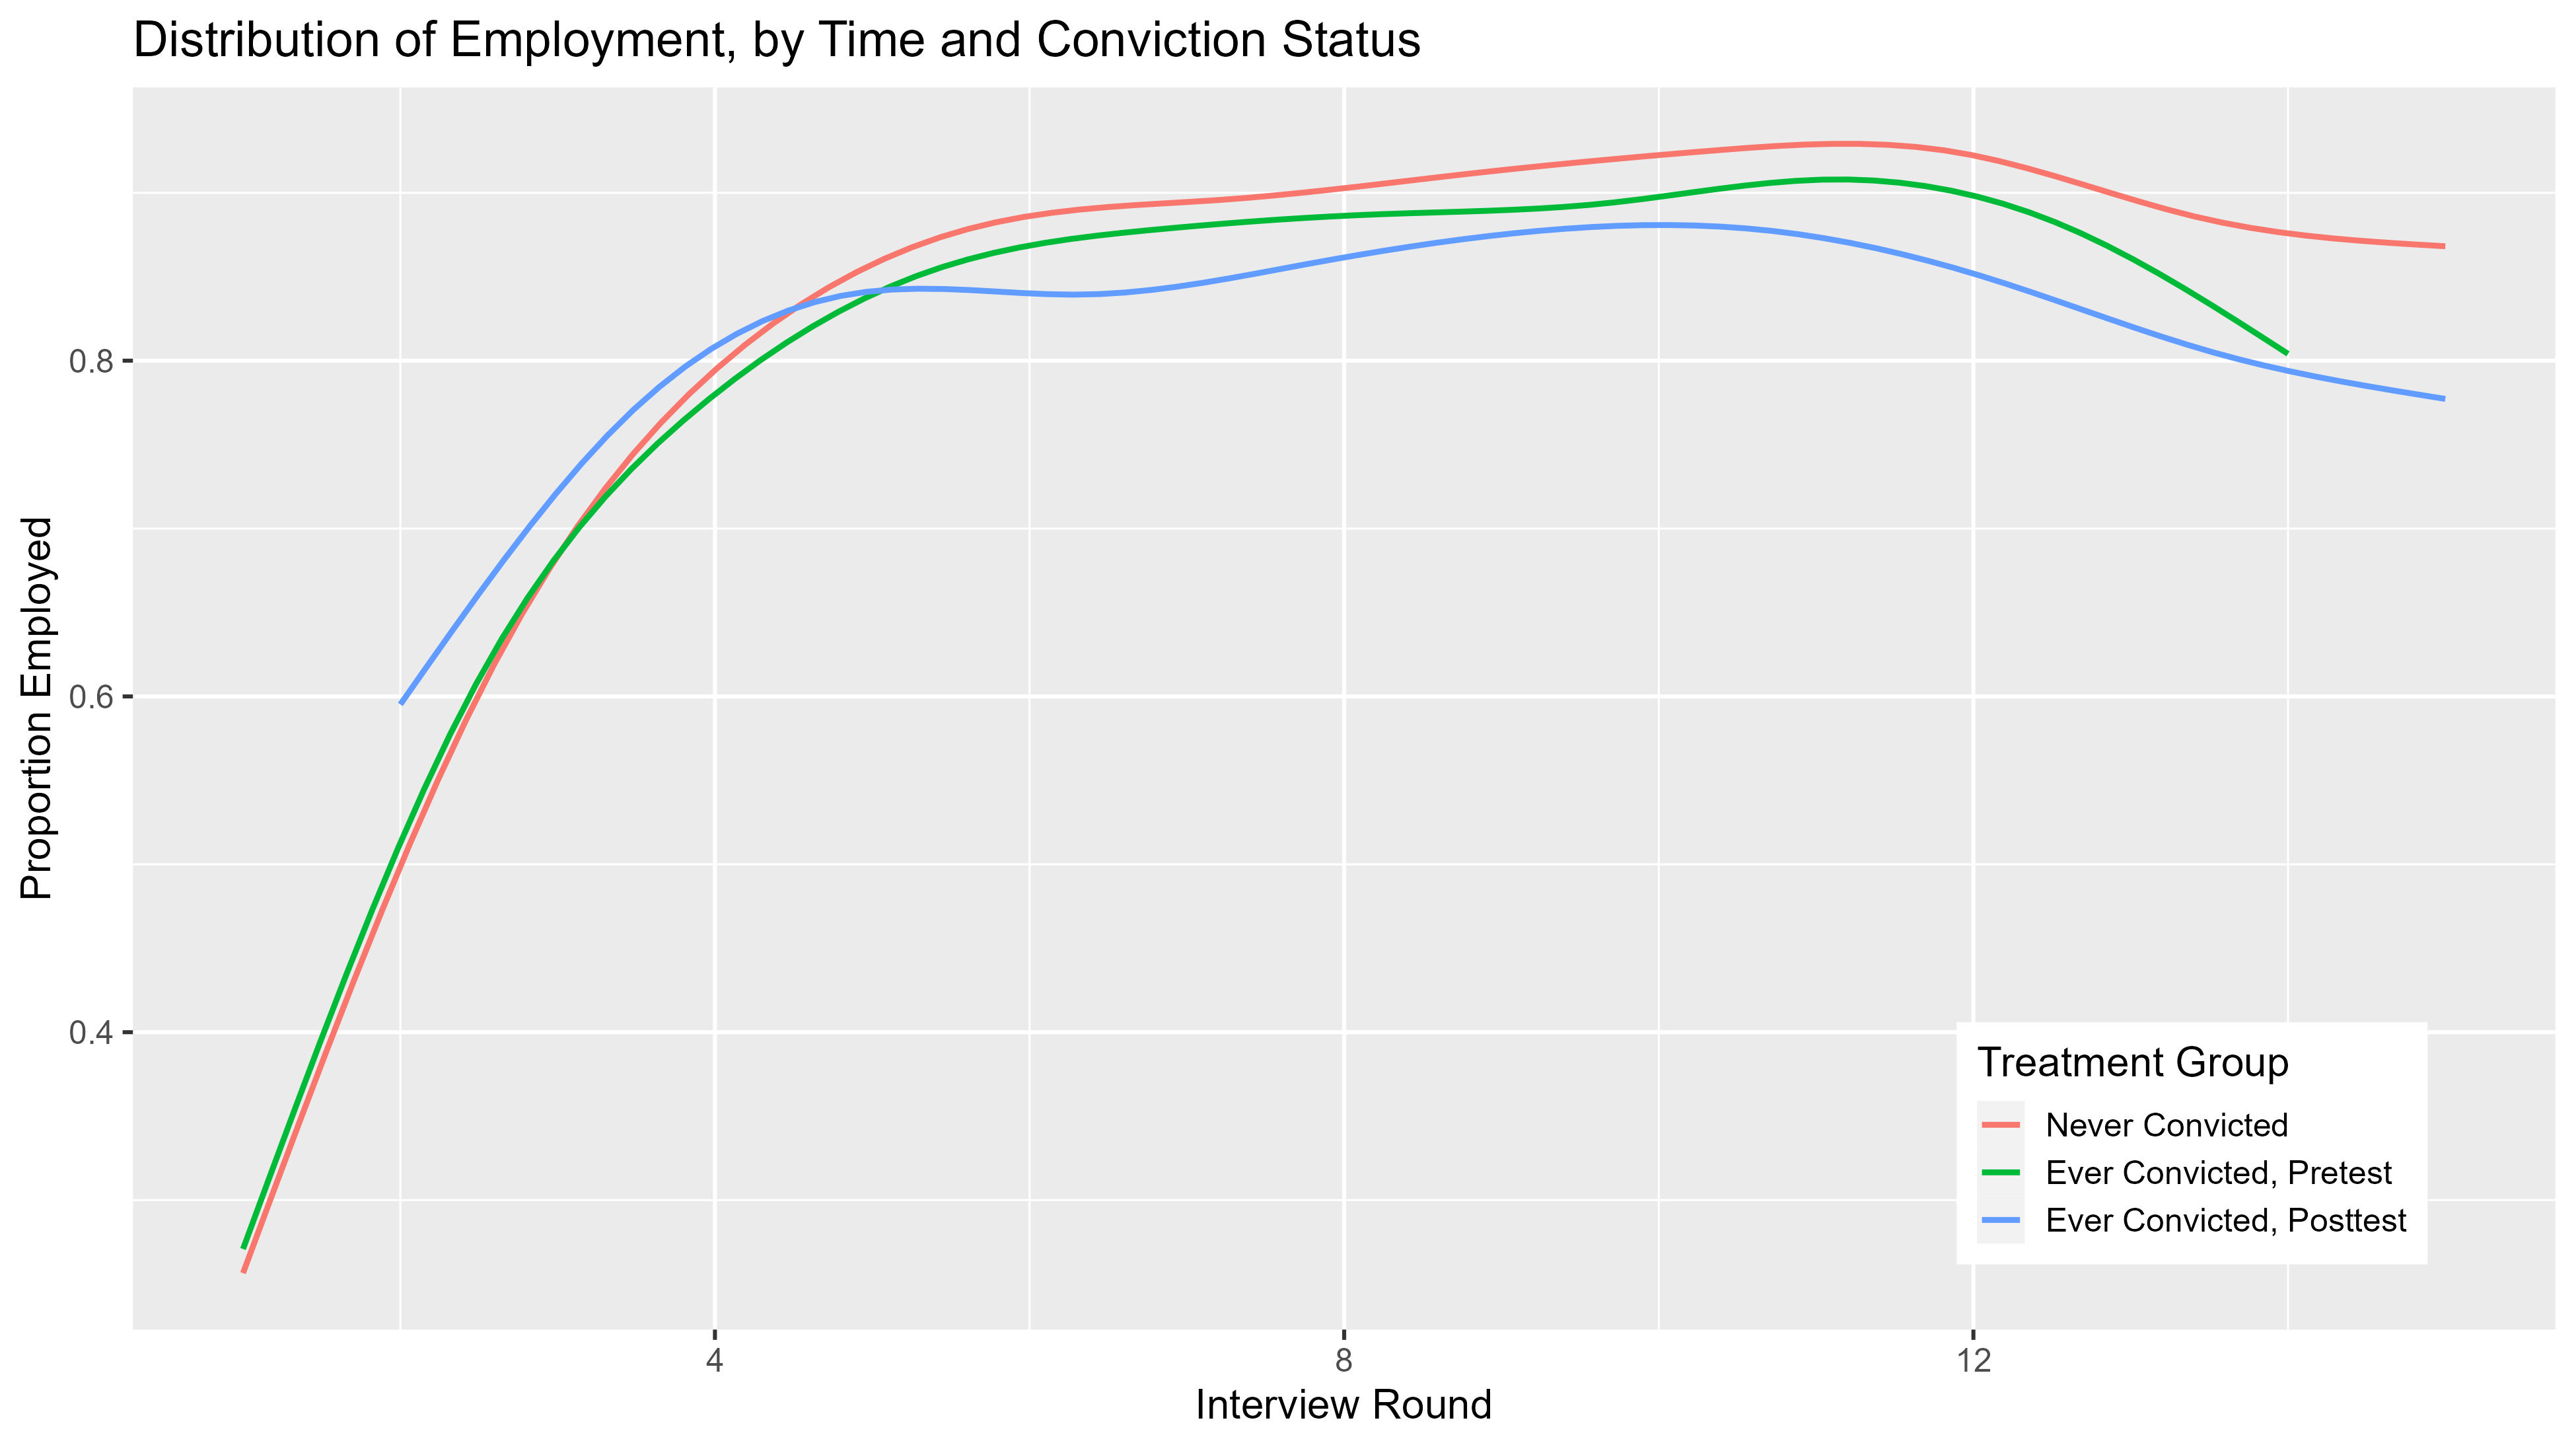 Distribution of Employment, by Time and Conviction Status
Proportion Employed
0.8
0.6
0.4
4
8
12
Interview Round
Treatment Group
Never Convicted
Ever Convicted, Pretest
Ever Convicted, Posttest